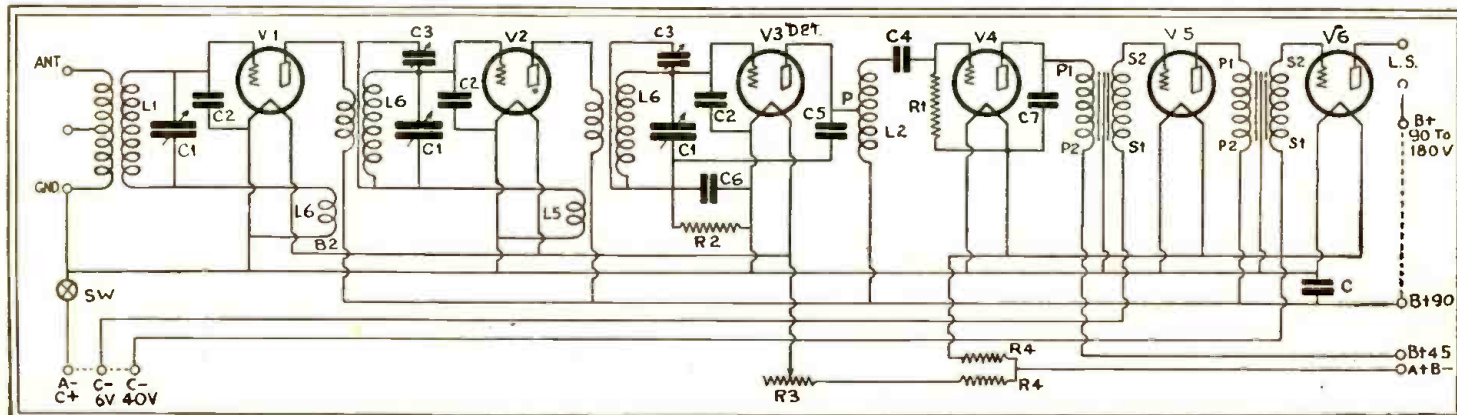 ANT
GND
SW
A-
C+
C-
6V
C-
40V
L1
C1
C2
V1
L6
B2
C3
L6
C1
C2
V2
L5
C3
L6
C1
C2
V3 Det.
C5
C6
R2
P
L2
C4
R1
V4
C7
P1
P2
S2
S1
V5
P1
P2
S2
S1
V6
L.S.
B+
90 To
180V
C
B+90
B+45
A+B-
R3
R4
R4